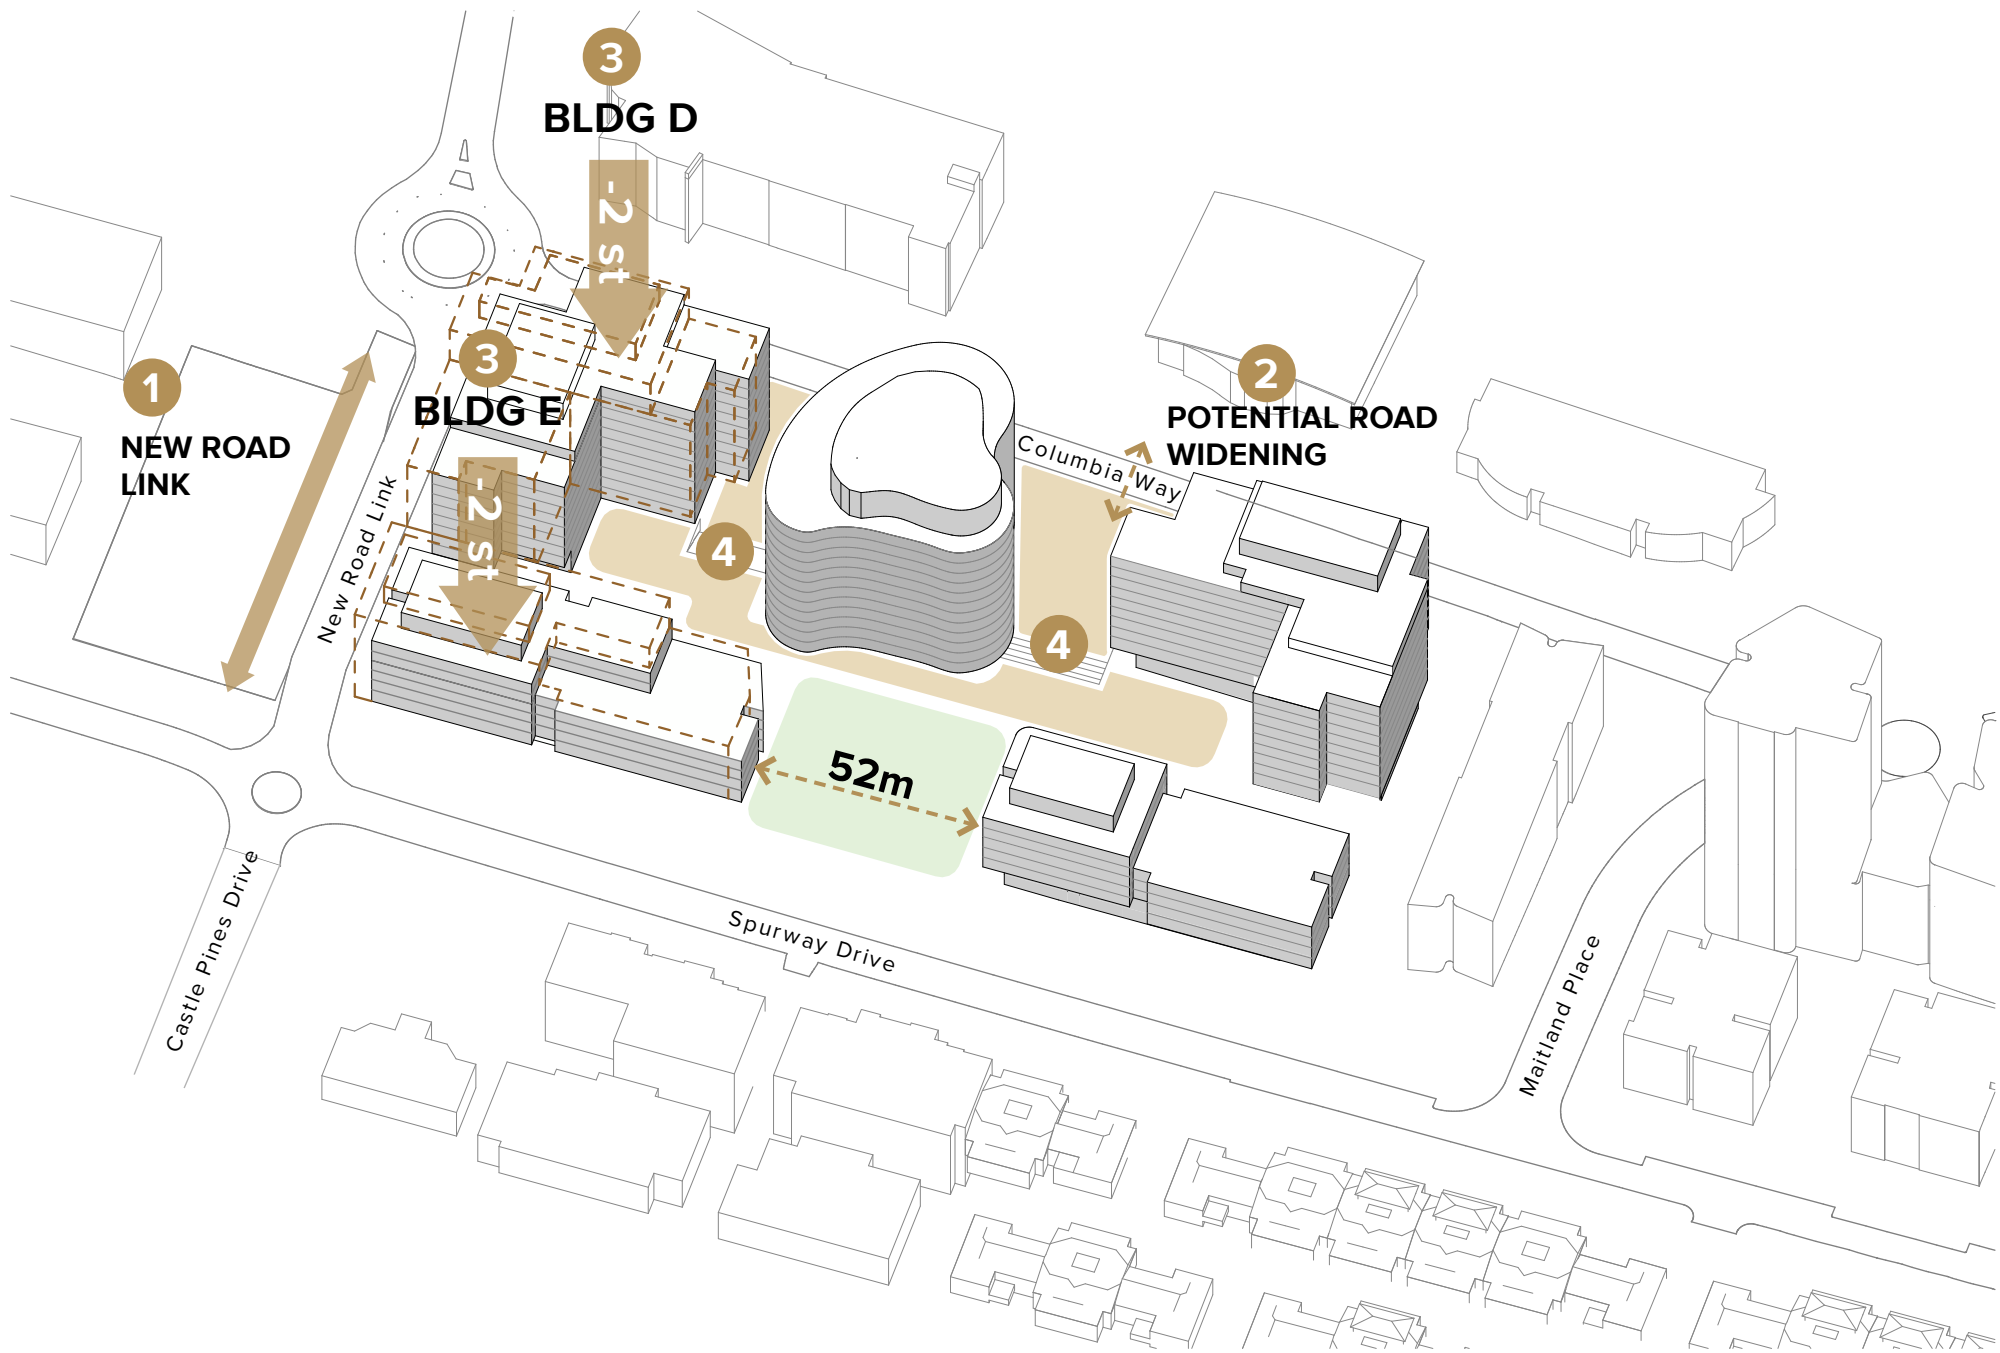 3
BLDG D
-2 st
1
NEW ROAD
LINK
3
BLDG E
-2 st
2
POTENTIAL ROAD
WIDENING
Columbia Way
New Road Link
4
4
52m
Spurway Drive
Castle Pines Drive
Maitland Place